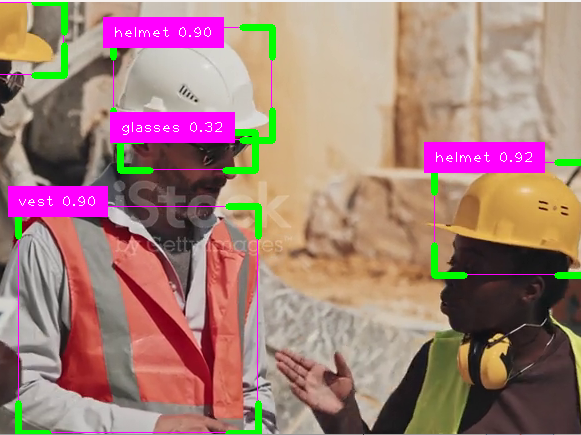 helmet 0.90
glasses 0.32
helmet 0.92
vest 0.90
iStock
by Getty Images